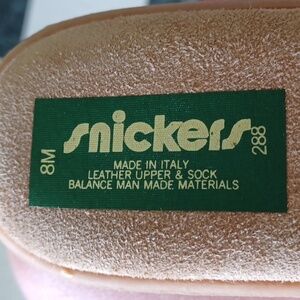 snickers
8M
288
MADE IN ITALY
LEATHER UPPER & SOCK
BALANCE MAN MADE MATERIALS